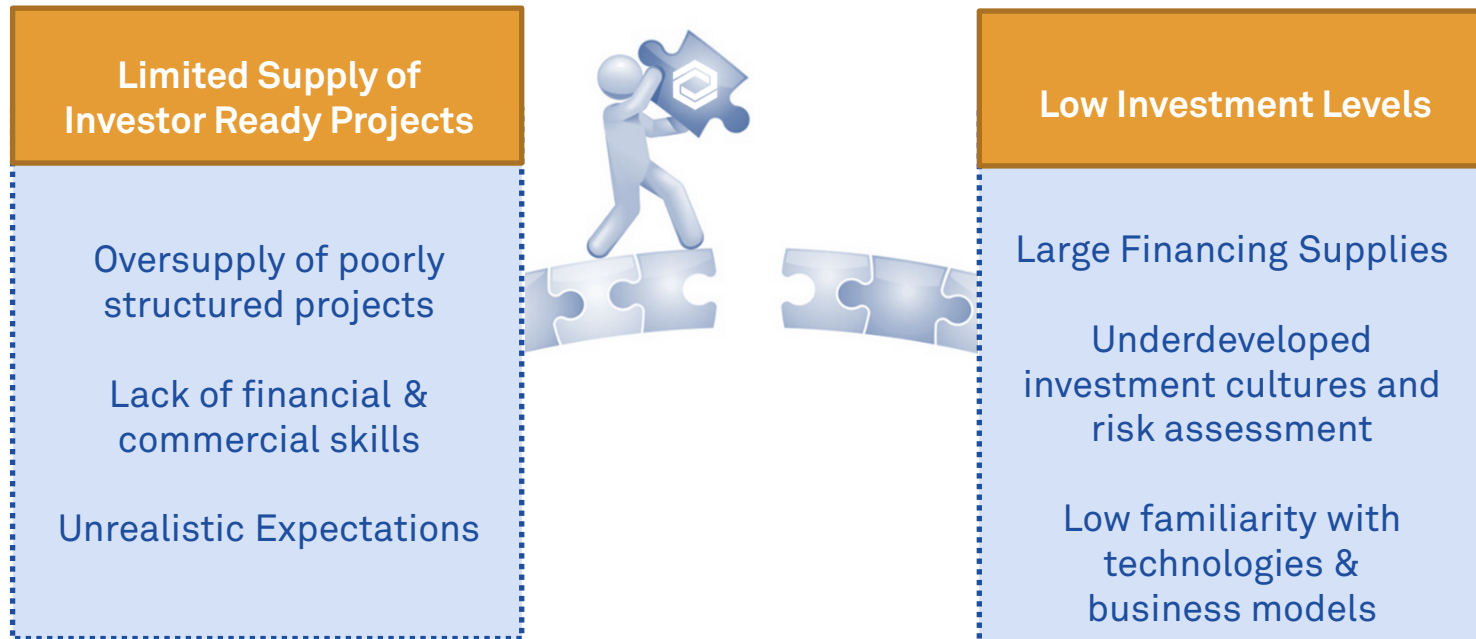 Limited Supply of
Investor Ready Projects
Oversupply of poorly
structured projects
Lack of financial &
commercial skills
Unrealistic Expectations
Low Investment Levels
Large Financing Supplies
Underdeveloped
investment cultures and
risk assessment
Low familiarity with
technologies &
business models